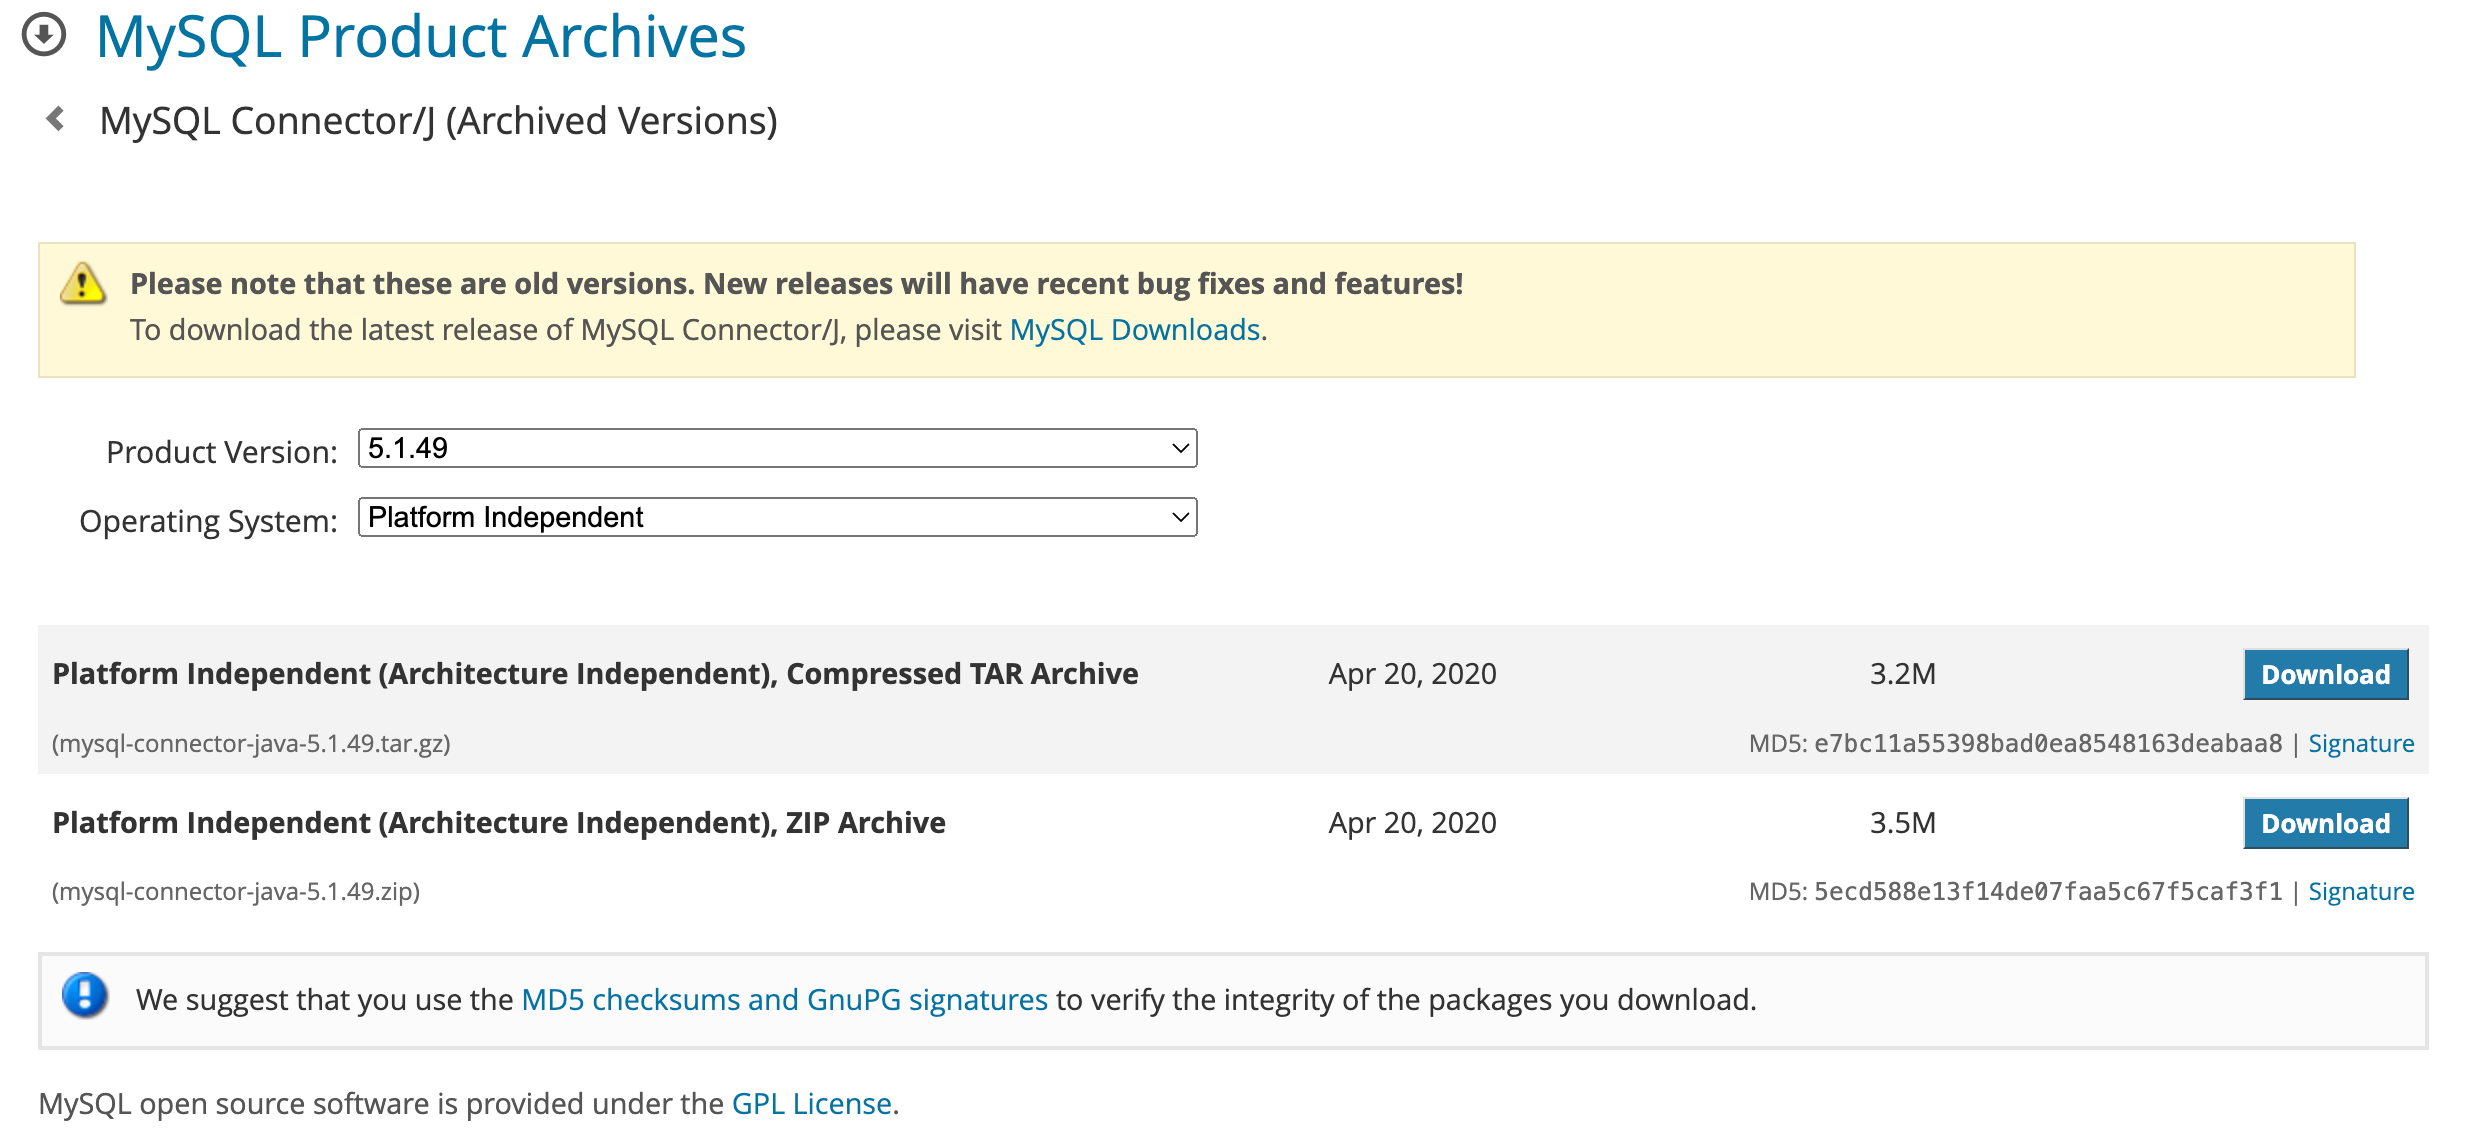 MySQL Product Archives
MySQL Connector/J (Archived Versions)
Please note that these are old versions. New releases will have recent bug fixes and features!
To download the latest release of MySQL Connector/J, please visit MySQL Downloads.
Product Version: 5.1.49
Operating System: Platform Independent
Platform Independent (Architecture Independent), Compressed TAR Archive Apr 20, 2020 3.2M Download
(mysql-connector-java-5.1.49.tar.gz) MD5: e7bc11a55398bad0ea8548163deabaa8 | Signature
Platform Independent (Architecture Independent), ZIP Archive Apr 20, 2020 3.5M Download
(mysql-connector-java-5.1.49.zip) MD5: 5ecd588e13f14de07faa5c67f5caf3f1 | Signature
We suggest that you use the MD5 checksums and GnuPG signatures to verify the integrity of the packages you download.
MySQL open source software is provided under the GPL License.